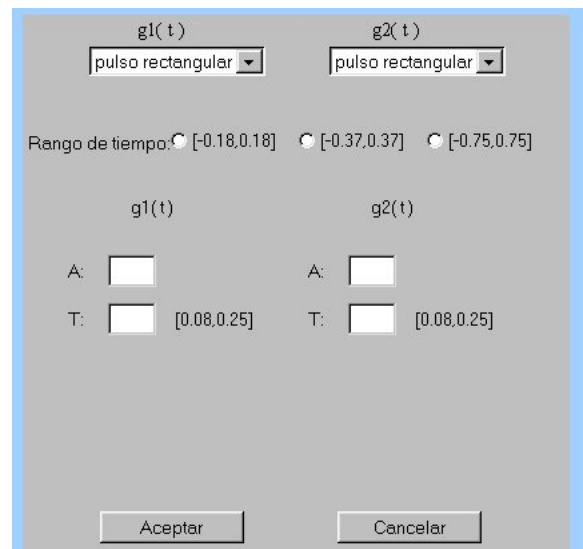 g1( t )	g2( t )
pulso rectangular	pulso rectangular
Rango de tiempo: [-0.18,0.18]	[-0.37,0.37]	[-0.75,0.75]
g1(t)	g2(t)
A:	A:
T:	[0.08,0.25]	T:	[0.08,0.25]
Aceptar	Cancelar